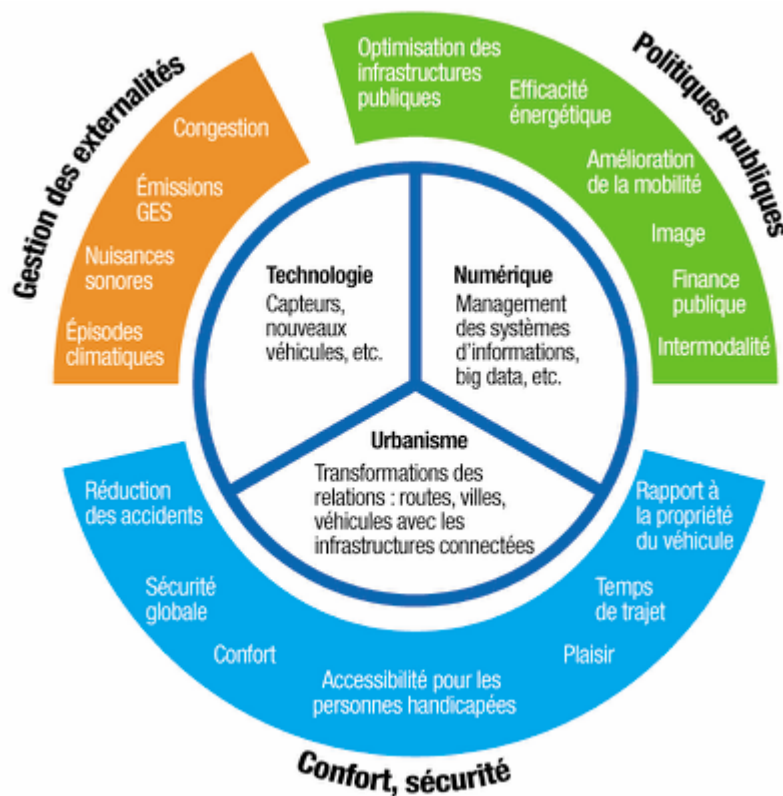 Gestion des externalités
Congestion
Émissions
GES
Nuisances
sonores
Épisodes
climatiques
Politiques publiques
Optimisation des
infrastructures
publiques
Efficacité
énergétique
Amélioration
de la mobilité
Image
Finance
publique
Intermodalité
Technologie
Capteurs,
nouveaux
véhicules, etc.
Numérique
Management
des systèmes
d'informations,
big data, etc.
Urbanisme
Transformations des
relations : routes, villes,
véhicules avec les
infrastructures connectées
Réduction
des accidents
Sécurité
globale
Confort
Accessibilité pour les
personnes handicapées
Plaisir
Temps
de trajet
Rapport à
la propriété
du véhicule
Confort, sécurité